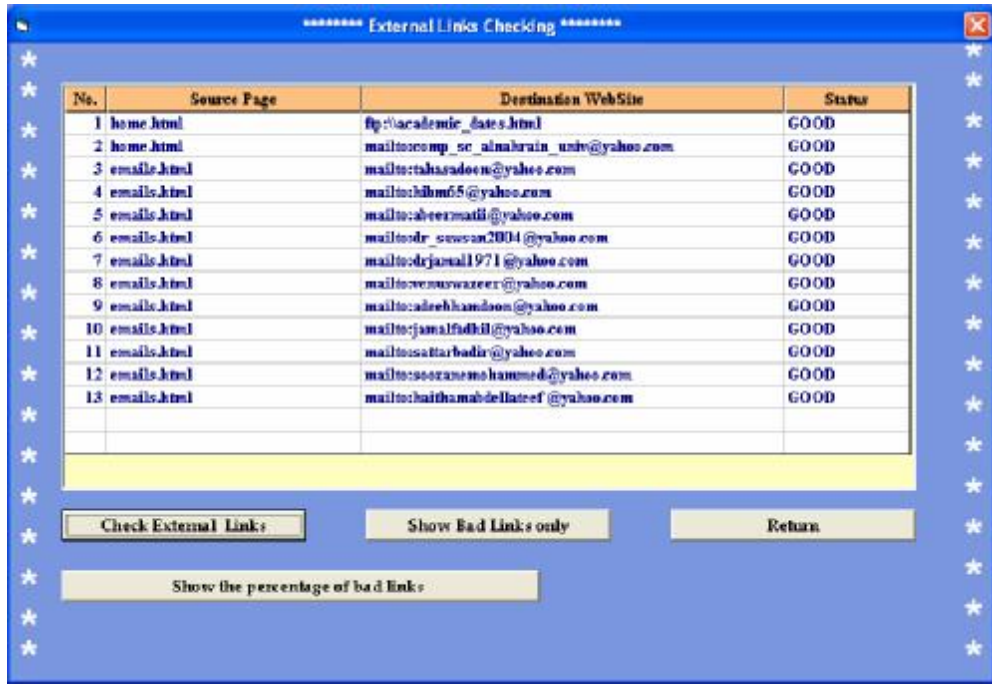 ******** External Links Checking ********
No. Source Page Destination WebSite Status
1 home.html ftp:\\academic_dates.html GOOD
2 home.html mailto:comp_sc_alnahrain_univ@yahoo.com GOOD
3 emails.html mailto:tahasadoon@yahoo.com GOOD
4 emails.html mailto:hibm65@yahoo.com GOOD
5 emails.html GOOD
6 emails.html mailto:dr_sawsan2004@yahoo.com GOOD
7 emails.html mailto:drjamal1971@yahoo.com GOOD
8 emails.html mailto:venuswazeer@yahoo.com GOOD
9 emails.html mailto:adeebhamdoon@yahoo.com GOOD
10 emails.html mailto:jamalfadhil@yahoo.com GOOD
11 emails.html mailto:sattarbadir@yahoo.com GOOD
12 emails.html mailto:soozanemohammed@yahoo.com GOOD
13 emails.html mailto:haithamabdellateef@yahoo.com GOOD
Check External Links Show Bad Links only Return
Show the percentage of bad links